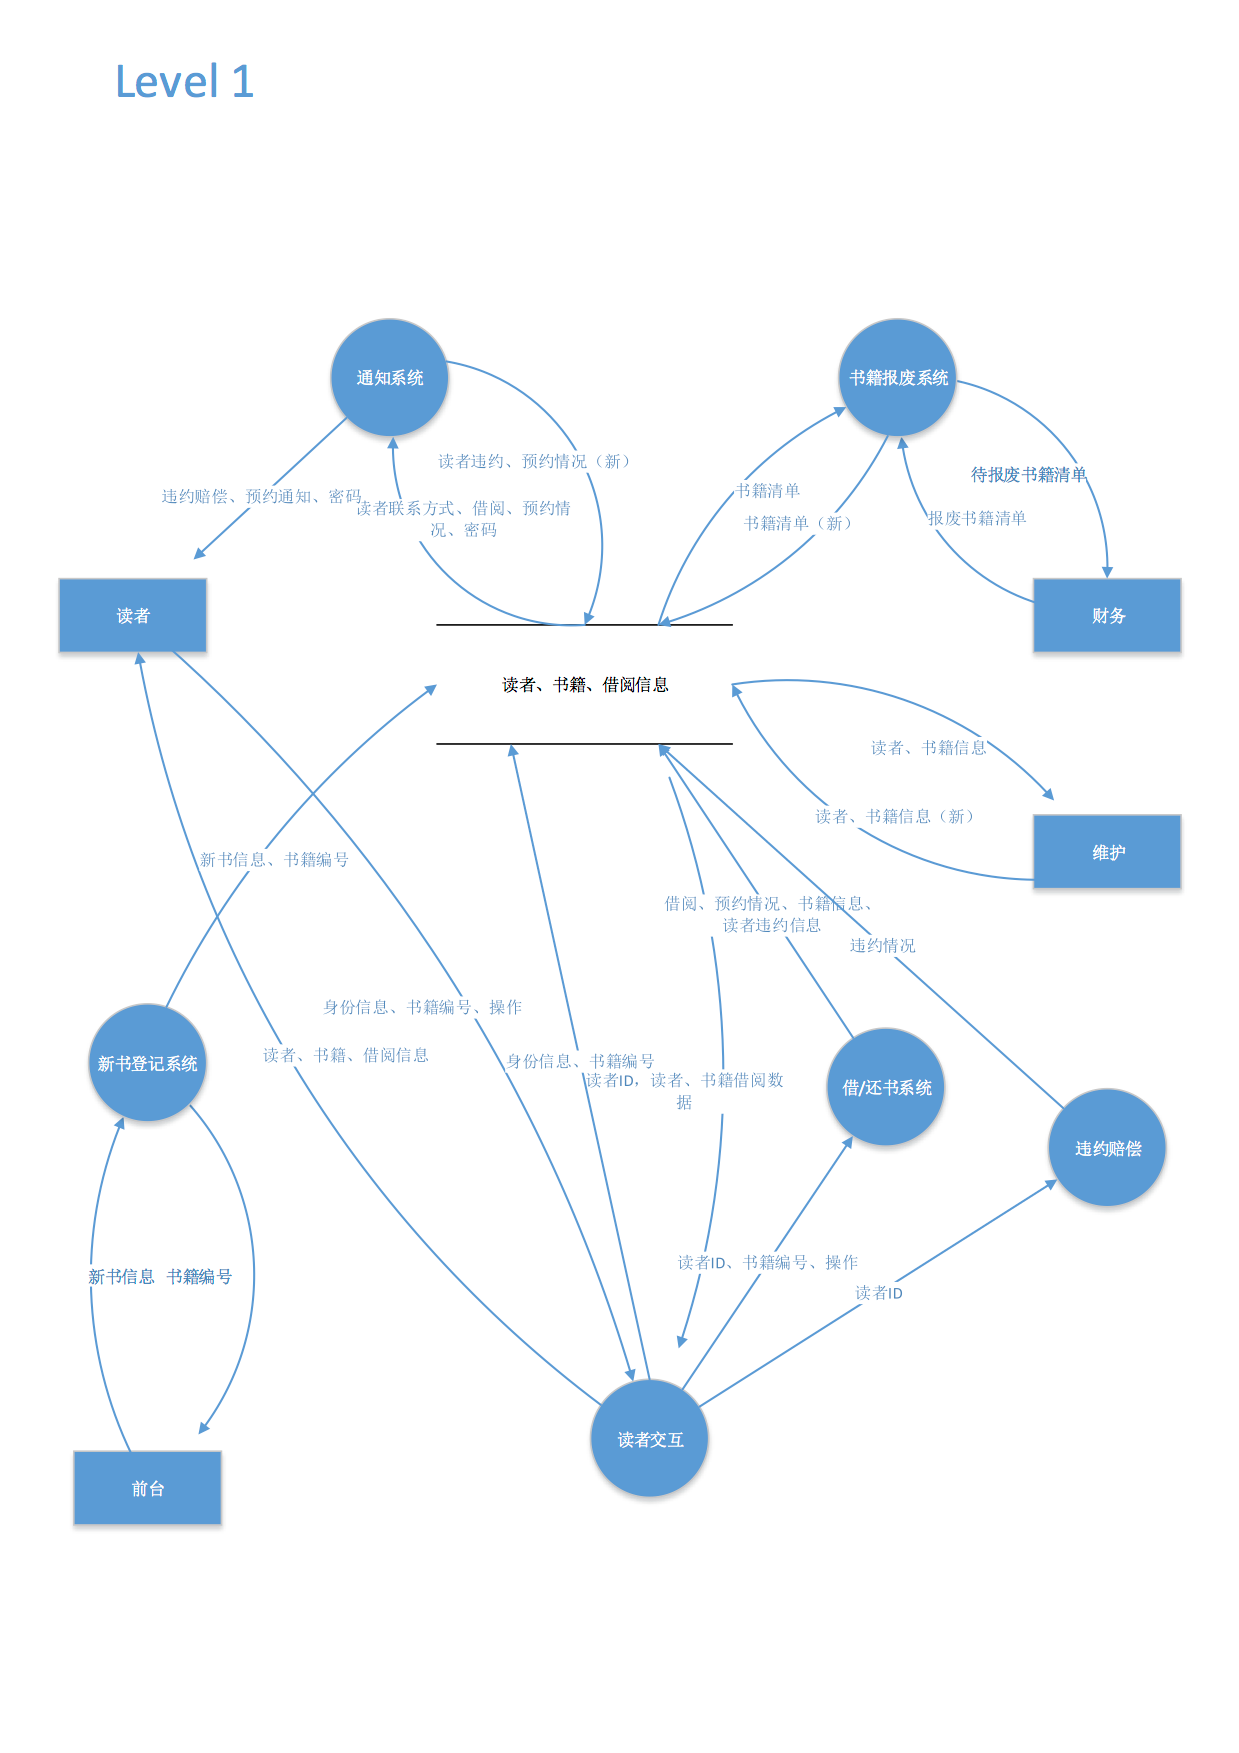 Level 1
通知系统
书籍报废系统
读者违约、预约情况（新）
待报废书籍清单
书籍清单
违约赔偿、预约通知、密码
读者联系方式、借阅、预约情
况、密码
书籍清单（新）
报废书籍清单
读者
财务
读者、书籍、借阅信息
读者、书籍信息
读者、书籍信息（新）
维护
新书信息、书籍编号
借阅、预约情况、书籍信息、
读者违约信息
违约情况
身份信息、书籍编号、操作
读者、书籍、借阅信息
新书登记系统
身份信息、书籍编号
读者ID，读者、书籍借阅数
据
借/还书系统
违约赔偿
读者ID、书籍编号、操作
新书信息
书籍编号
读者ID
读者交互
前台